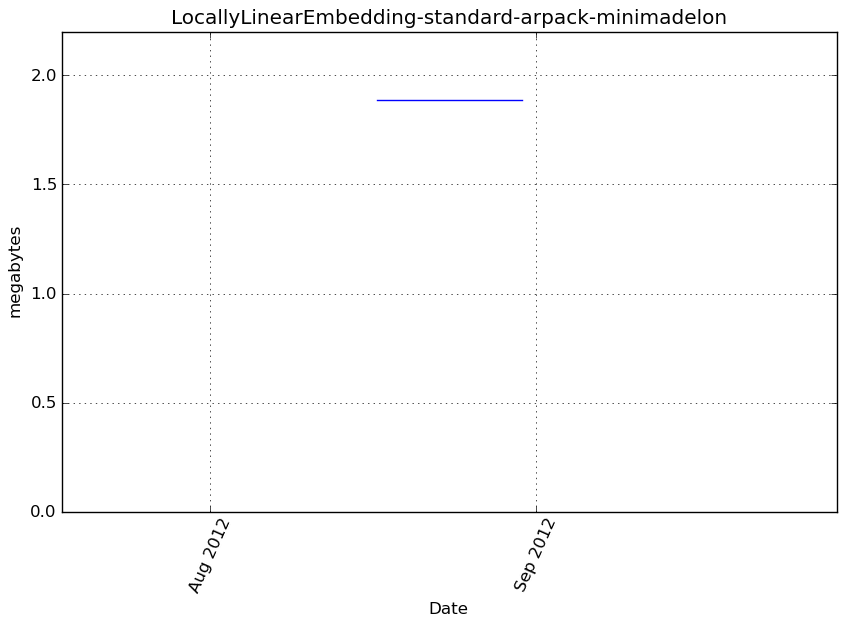 LocallyLinearEmbedding-standard-arpack-minimadelon
megabytes
2.0
1.5
1.0
0.5
0.0
Aug 2012
Sep 2012
Date